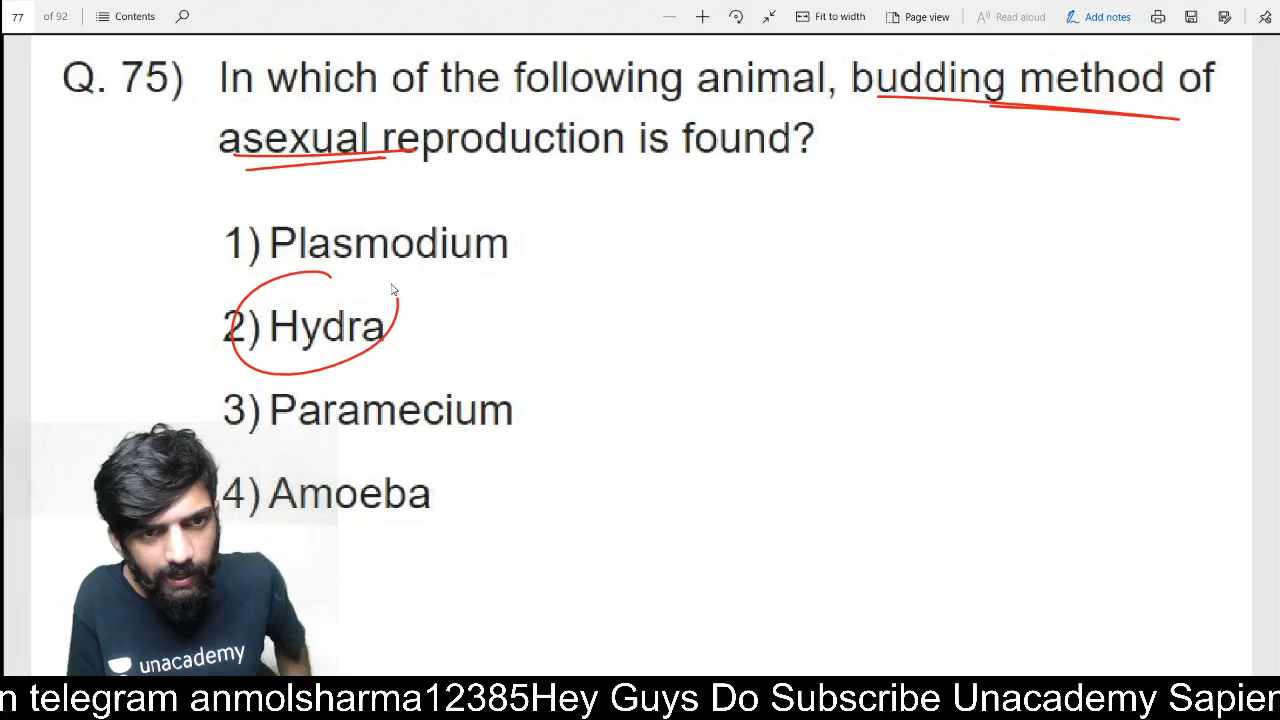 77 of 92 Contents Fit to width Page view Read aloud Add notes
Q. 75) In which of the following animal, budding method of
asexual reproduction is found?
1) Plasmodium
2) Hydra
3) Paramecium
4) Amoeba
unacademy
n telegram anmolsharma12385Hey Guys Do Subscribe Unacademy Sapien